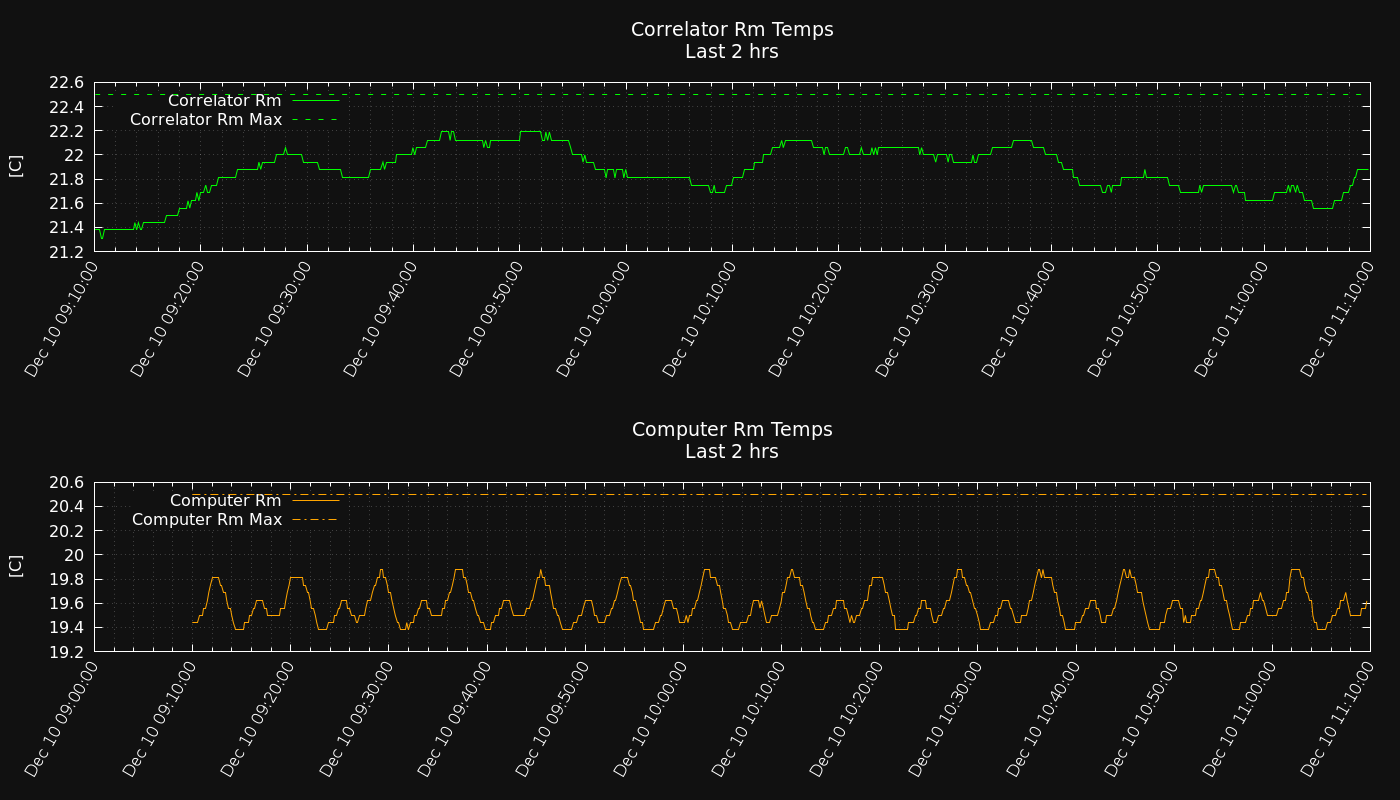 Correlator Rm Temps
Last 2 hrs
22.6
22.4
22.2
22
21.8
21.6
21.4
21.2
[C]
Correlator Rm
Correlator Rm Max
Dec 10 09:10:00
Dec 10 09:20:00
Dec 10 09:30:00
Dec 10 09:40:00
Dec 10 09:50:00
Dec 10 10:00:00
Dec 10 10:10:00
Dec 10 10:20:00
Dec 10 10:30:00
Dec 10 10:40:00
Dec 10 10:50:00
Dec 10 11:00:00
Dec 10 11:10:00
Computer Rm Temps
Last 2 hrs
20.6
20.4
20.2
20
19.8
19.6
19.4
19.2
[C]
Computer Rm
Computer Rm Max
Dec 10 09:00:00
Dec 10 09:10:00
Dec 10 09:20:00
Dec 10 09:30:00
Dec 10 09:40:00
Dec 10 09:50:00
Dec 10 10:00:00
Dec 10 10:10:00
Dec 10 10:20:00
Dec 10 10:30:00
Dec 10 10:40:00
Dec 10 10:50:00
Dec 10 11:00:00
Dec 10 11:10:00